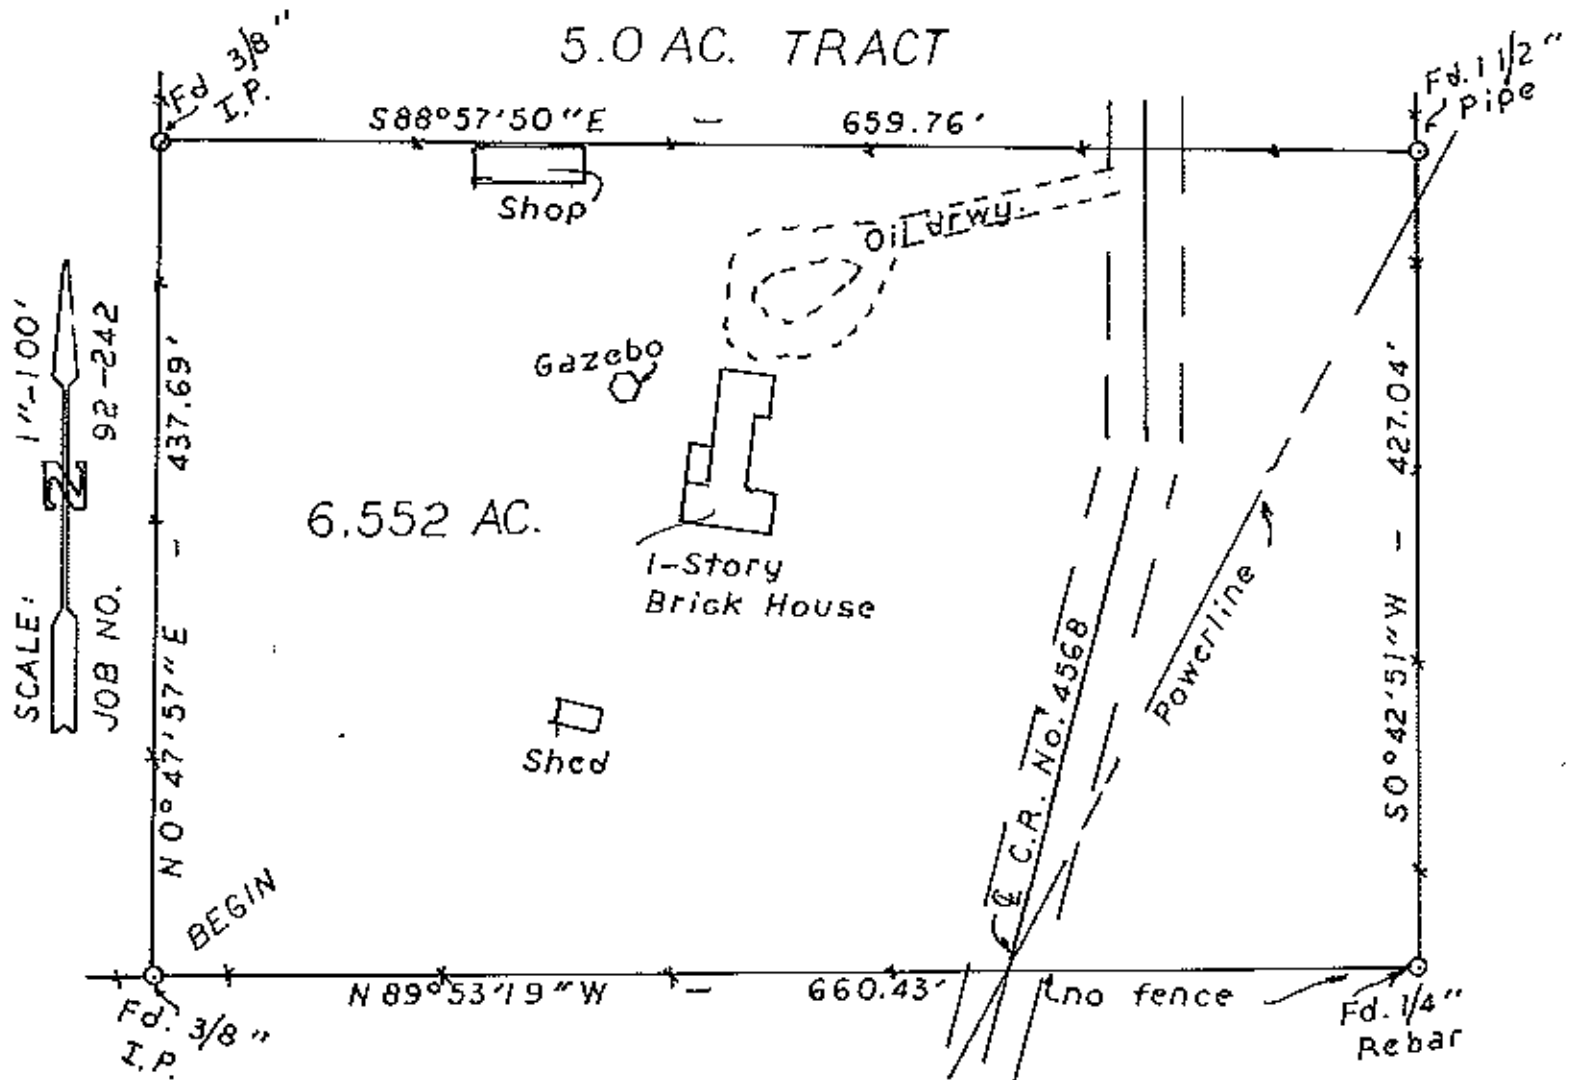 5.0 AC. TRACT
Fd 3/8"
I.P.
Fd. 1 1/2"
pipe
S88°57'50"E - 659.76'
Shop
Oil drwy.
Gazebo
SCALE: 1"-100'
N
JOB NO. 92-242
N0°47'57"E - 437.69'
6.552 AC.
1-Story
Brick House
Shed
℄ C.R. No. 4568
Powerline
S0°42'51"W - 427.04'
BEGIN
N89°53'19"W - 660.43'
no fence
Fd. 3/8"
I.P.
Fd. 1/4"
Rebar